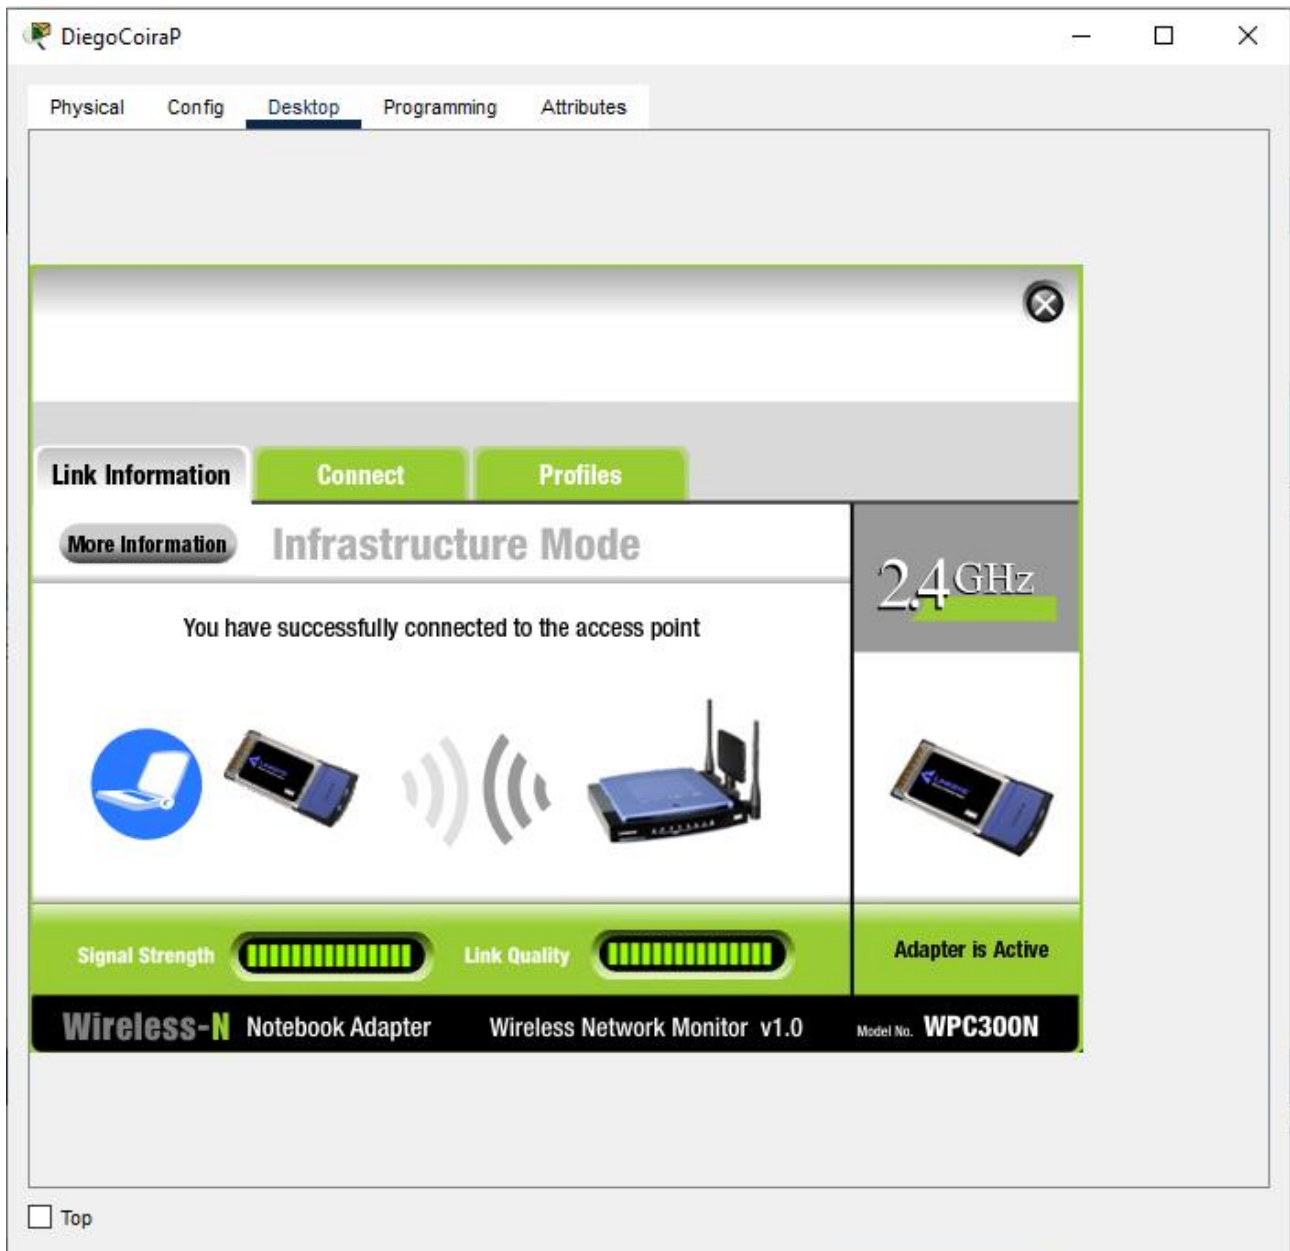 DiegoCoiraP
Physical Config Desktop Programming Attributes
Link Information Connect Profiles
More Information Infrastructure Mode
2.4 GHz
You have successfully connected to the access point
Signal Strength Link Quality Adapter is Active
Wireless-N Notebook Adapter Wireless Network Monitor v1.0 Model No. WPC300N
Top